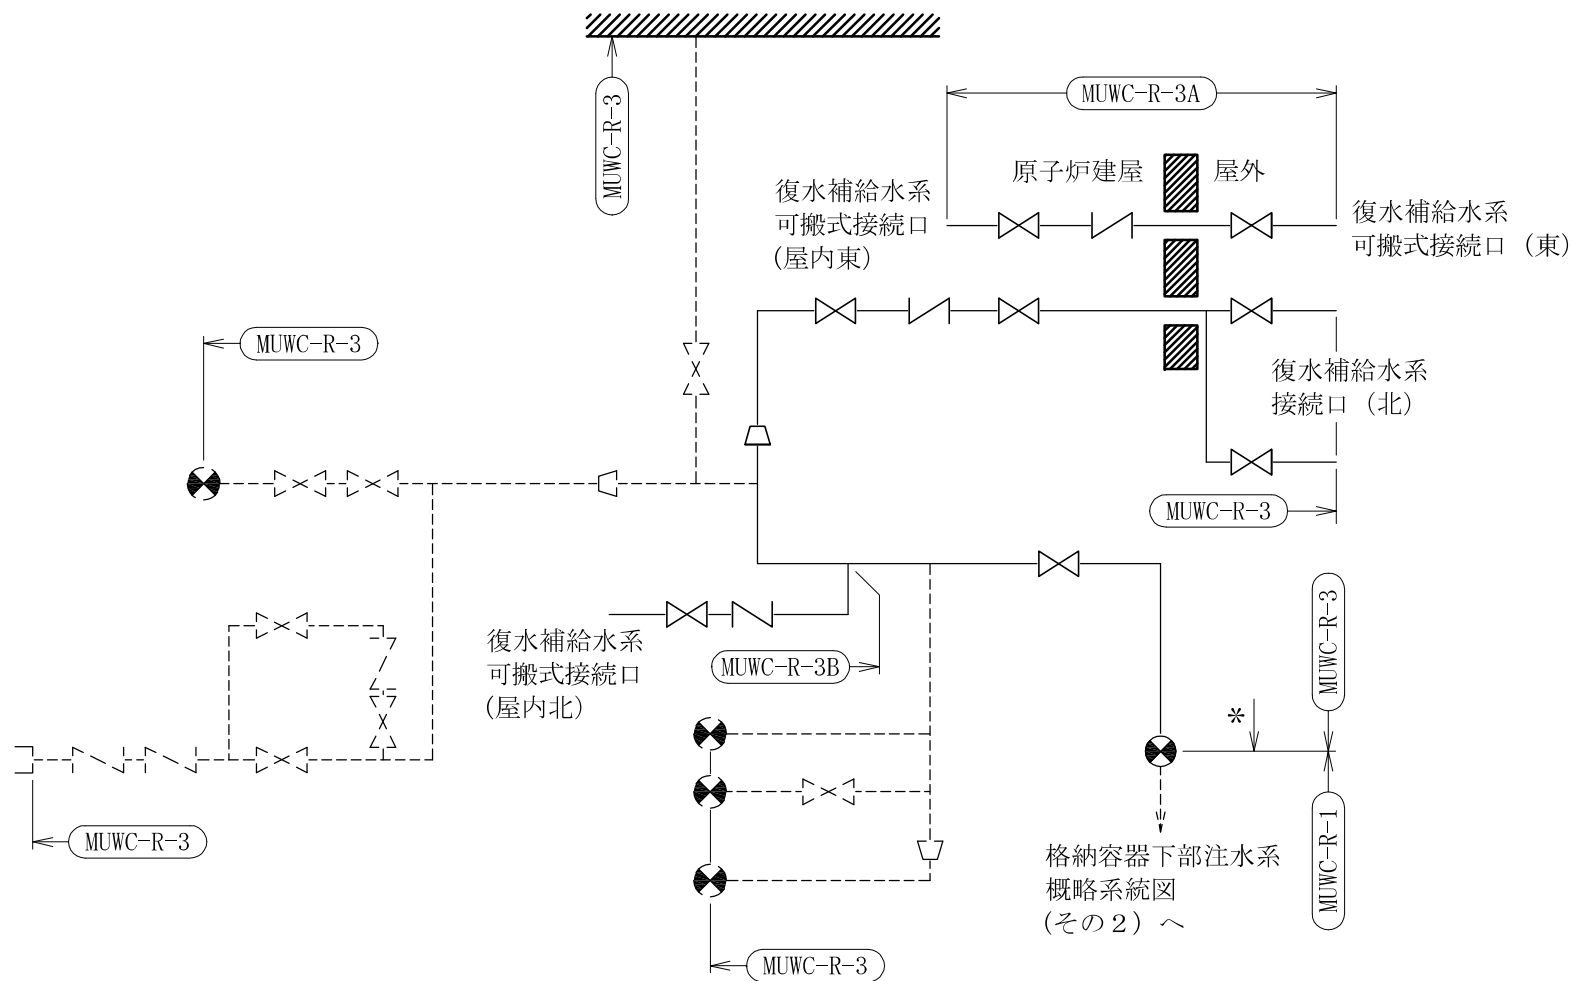 MUWC-R-3
MUWC-R-3A
原子炉建屋
屋外
復水補給水系
可搬式接続口
(屋内東)
復水補給水系
可搬式接続口 (東)
MUWC-R-3
復水補給水系
接続口 (北)
MUWC-R-3
復水補給水系
可搬式接続口
(屋内北)
MUWC-R-3B
MUWC-R-3
*
MUWC-R-1
MUWC-R-3
格納容器下部注水系
概略系統図
(その2) へ
MUWC-R-3